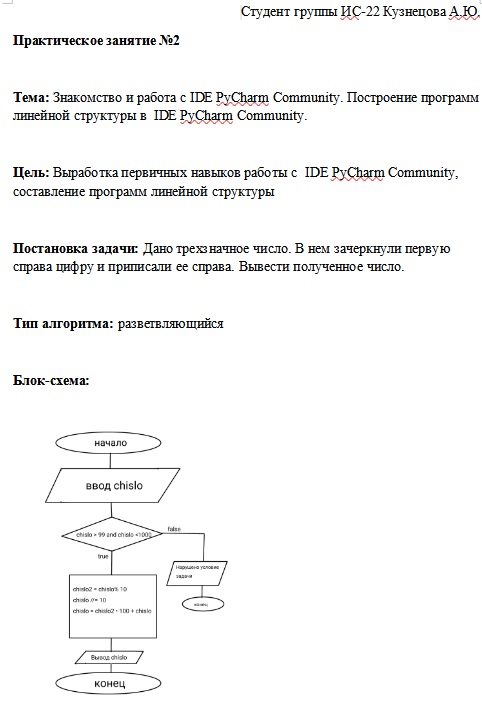 Студент группы ИС-22 Кузнецова А.Ю.
Практическое занятие №2
Тема: Знакомство и работа с IDE PyCharm Community. Построение программ
линейной структуры в IDE PyCharm Community.
Цель: Выработка первичных навыков работы с IDE PyCharm Community,
составление программ линейной структуры
Постановка задачи: Дано трехзначное число. В нем зачеркнули первую
справа цифру и приписали ее справа. Вывести полученное число.
Тип алгоритма: разветвляющийся
Блок-схема:
начало
ввод chislo
chislo > 99 and chislo <1000
false
true
Нарушено условие
задачи
конец
chislo2 = chislo% 10
chislo //= 10
chislo = chislo2 * 100 + chislo
Вывод chislo
конец